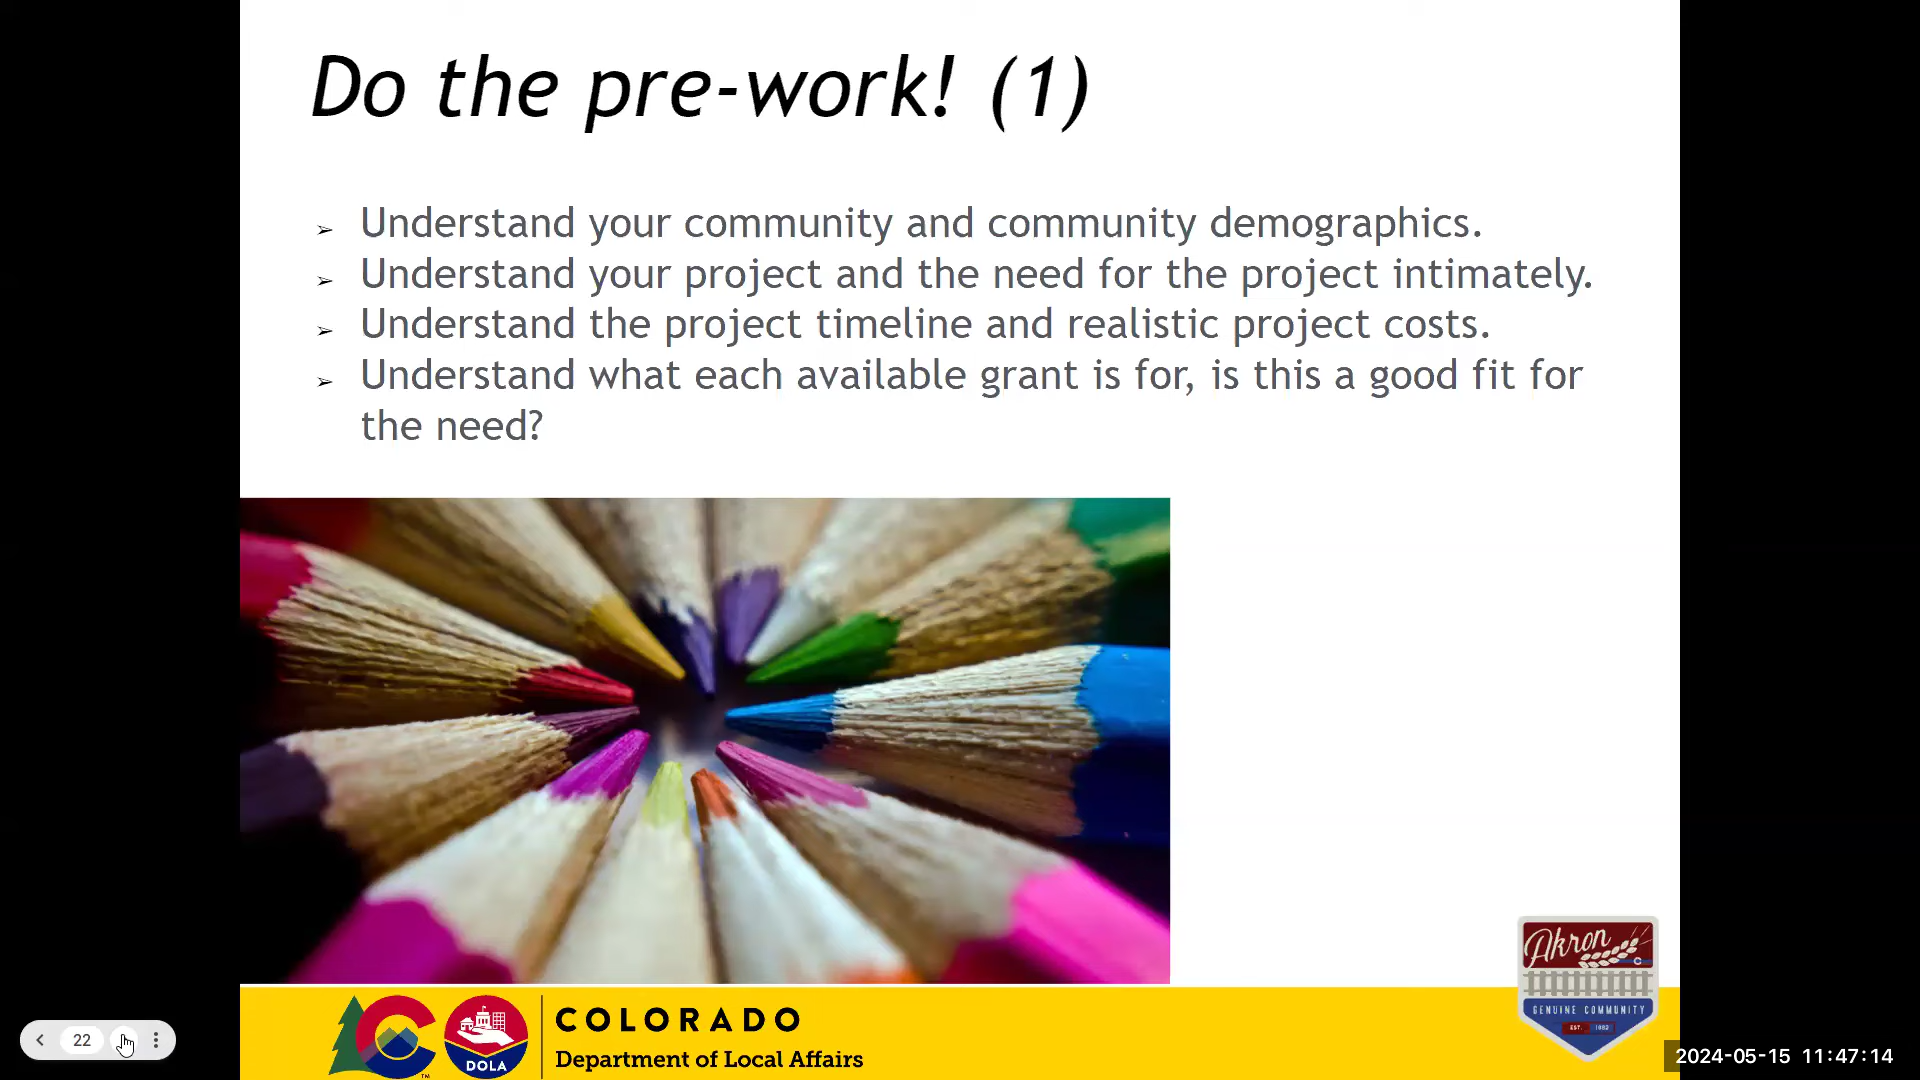 Do the pre-work! (1)
➢ Understand your community and community demographics.
➢ Understand your project and the need for the project intimately.
➢ Understand the project timeline and realistic project costs.
➢ Understand what each available grant is for, is this a good fit for
the need?
Akron
C
GENUINE COMMUNITY
EST. 1882
C
DOLA
TM
COLORADO
Department of Local Affairs
22
2024-05-15 11:47:14